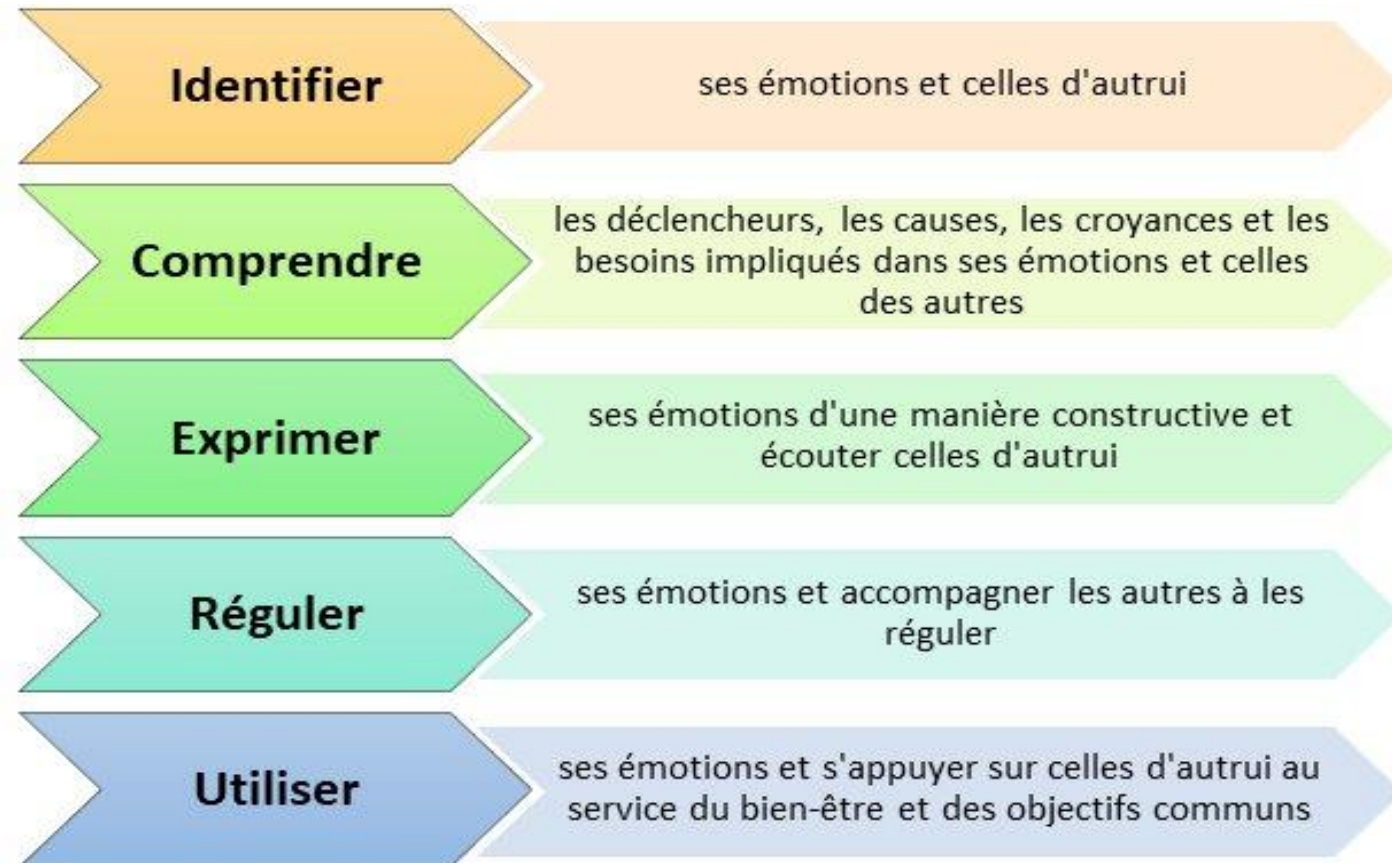 Identifier
ses émotions et celles d'autrui
Comprendre
les déclencheurs, les causes, les croyances et les
besoins impliqués dans ses émotions et celles
des autres
Exprimer
ses émotions d'une manière constructive et
écouter celles d'autrui
Réguler
ses émotions et accompagner les autres à les
réguler
Utiliser
ses émotions et s'appuyer sur celles d'autrui au
service du bien-être et des objectifs communs